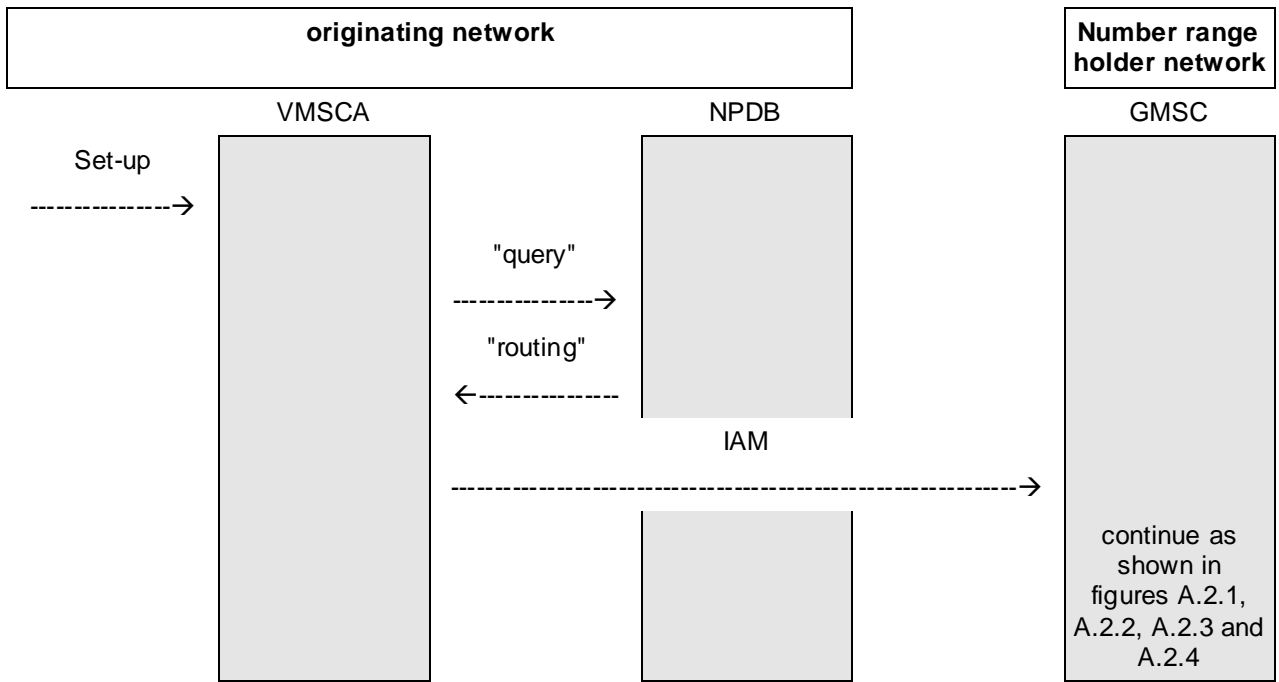 originating network
Number range
holder network
VMSCA
NPDB
GMSC
Set-up
----------------→
"query"
----------------→
"routing"
←----------------
IAM
-----------------------------------------------------------------→
continue as
shown in
figures A.2.1,
A.2.2, A.2.3 and
A.2.4